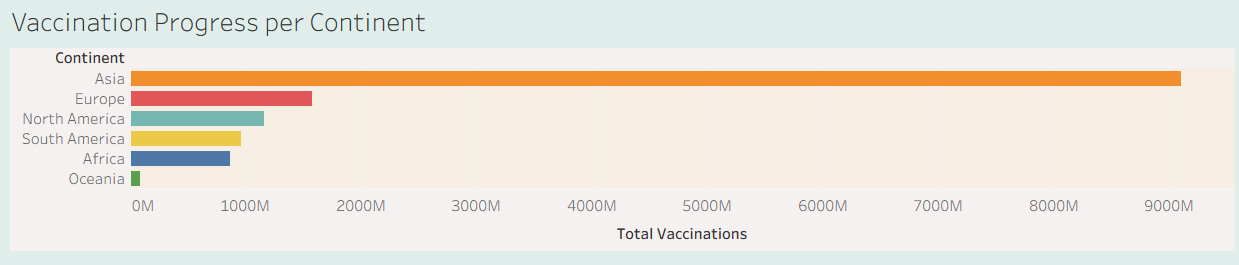 Vaccination Progress per Continent
Continent
Asia
Europe
North America
South America
Africa
Oceania
0M 1000M 2000M 3000M 4000M 5000M 6000M 7000M 8000M 9000M
Total Vaccinations